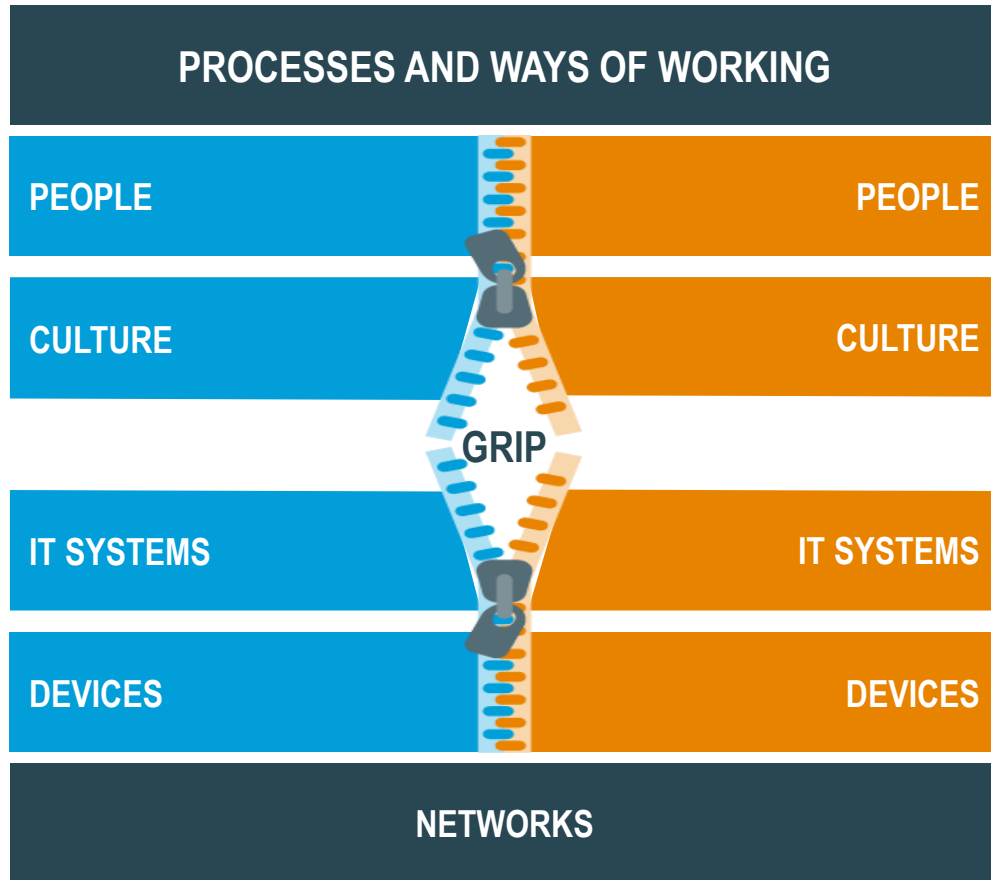 PROCESSES AND WAYS OF WORKING
PEOPLE PEOPLE
CULTURE CULTURE
GRIP
IT SYSTEMS IT SYSTEMS
DEVICES DEVICES
NETWORKS